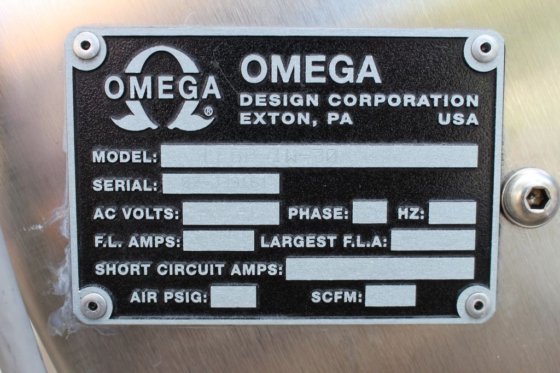 OMEGA ®
OMEGA
DESIGN CORPORATION
EXTON, PA USA
MODEL:
SERIAL:
AC VOLTS: PHASE: HZ:
F.L. AMPS: LARGEST F.L.A:
SHORT CIRCUIT AMPS:
AIR PSIG: SCFM: